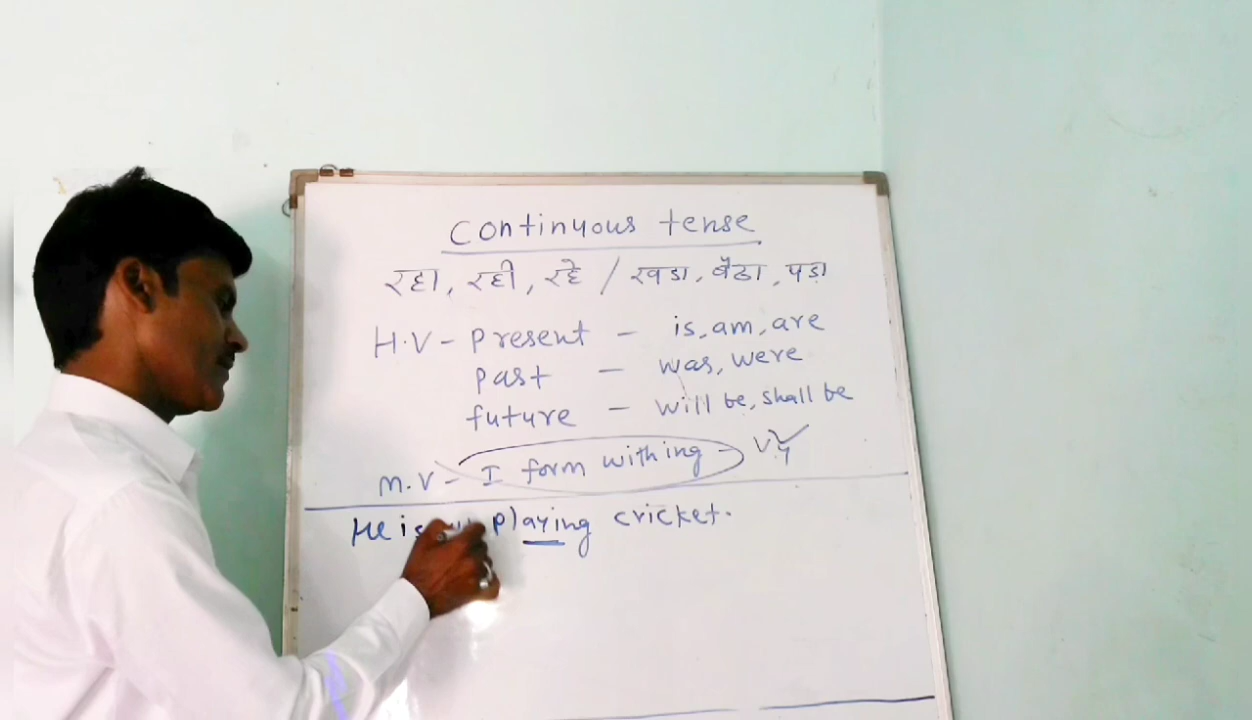 Continuous tense
रहा, रही, रहे / खडा, बैठा, पड़ा
H.V - Present - is, am, are
past - was, were
future - will be, shall be
M.V - I form with ing - V4
He is playing cricket.